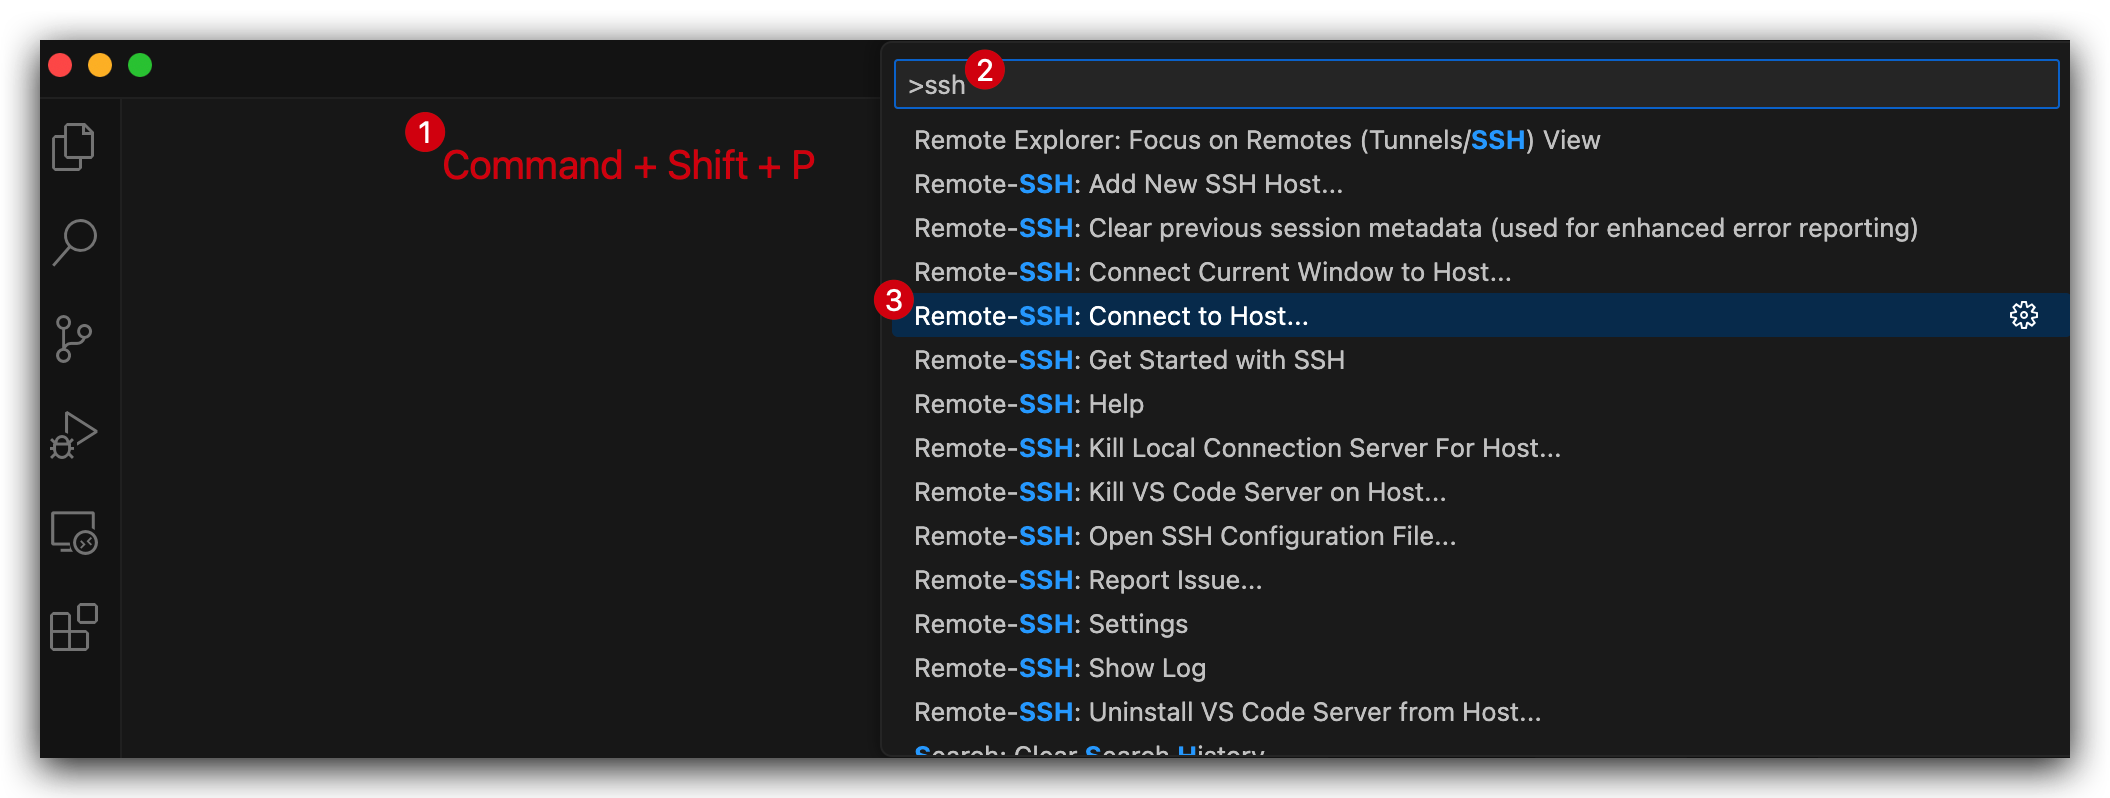 1
Command + Shift + P
>ssh
2
Remote Explorer: Focus on Remotes (Tunnels/SSH) View
Remote-SSH: Add New SSH Host...
Remote-SSH: Clear previous session metadata (used for enhanced error reporting)
Remote-SSH: Connect Current Window to Host...
3
Remote-SSH: Connect to Host...
Remote-SSH: Get Started with SSH
Remote-SSH: Help
Remote-SSH: Kill Local Connection Server For Host...
Remote-SSH: Kill VS Code Server on Host...
Remote-SSH: Open SSH Configuration File...
Remote-SSH: Report Issue...
Remote-SSH: Settings
Remote-SSH: Show Log
Remote-SSH: Uninstall VS Code Server from Host...
Search: Clear Search History